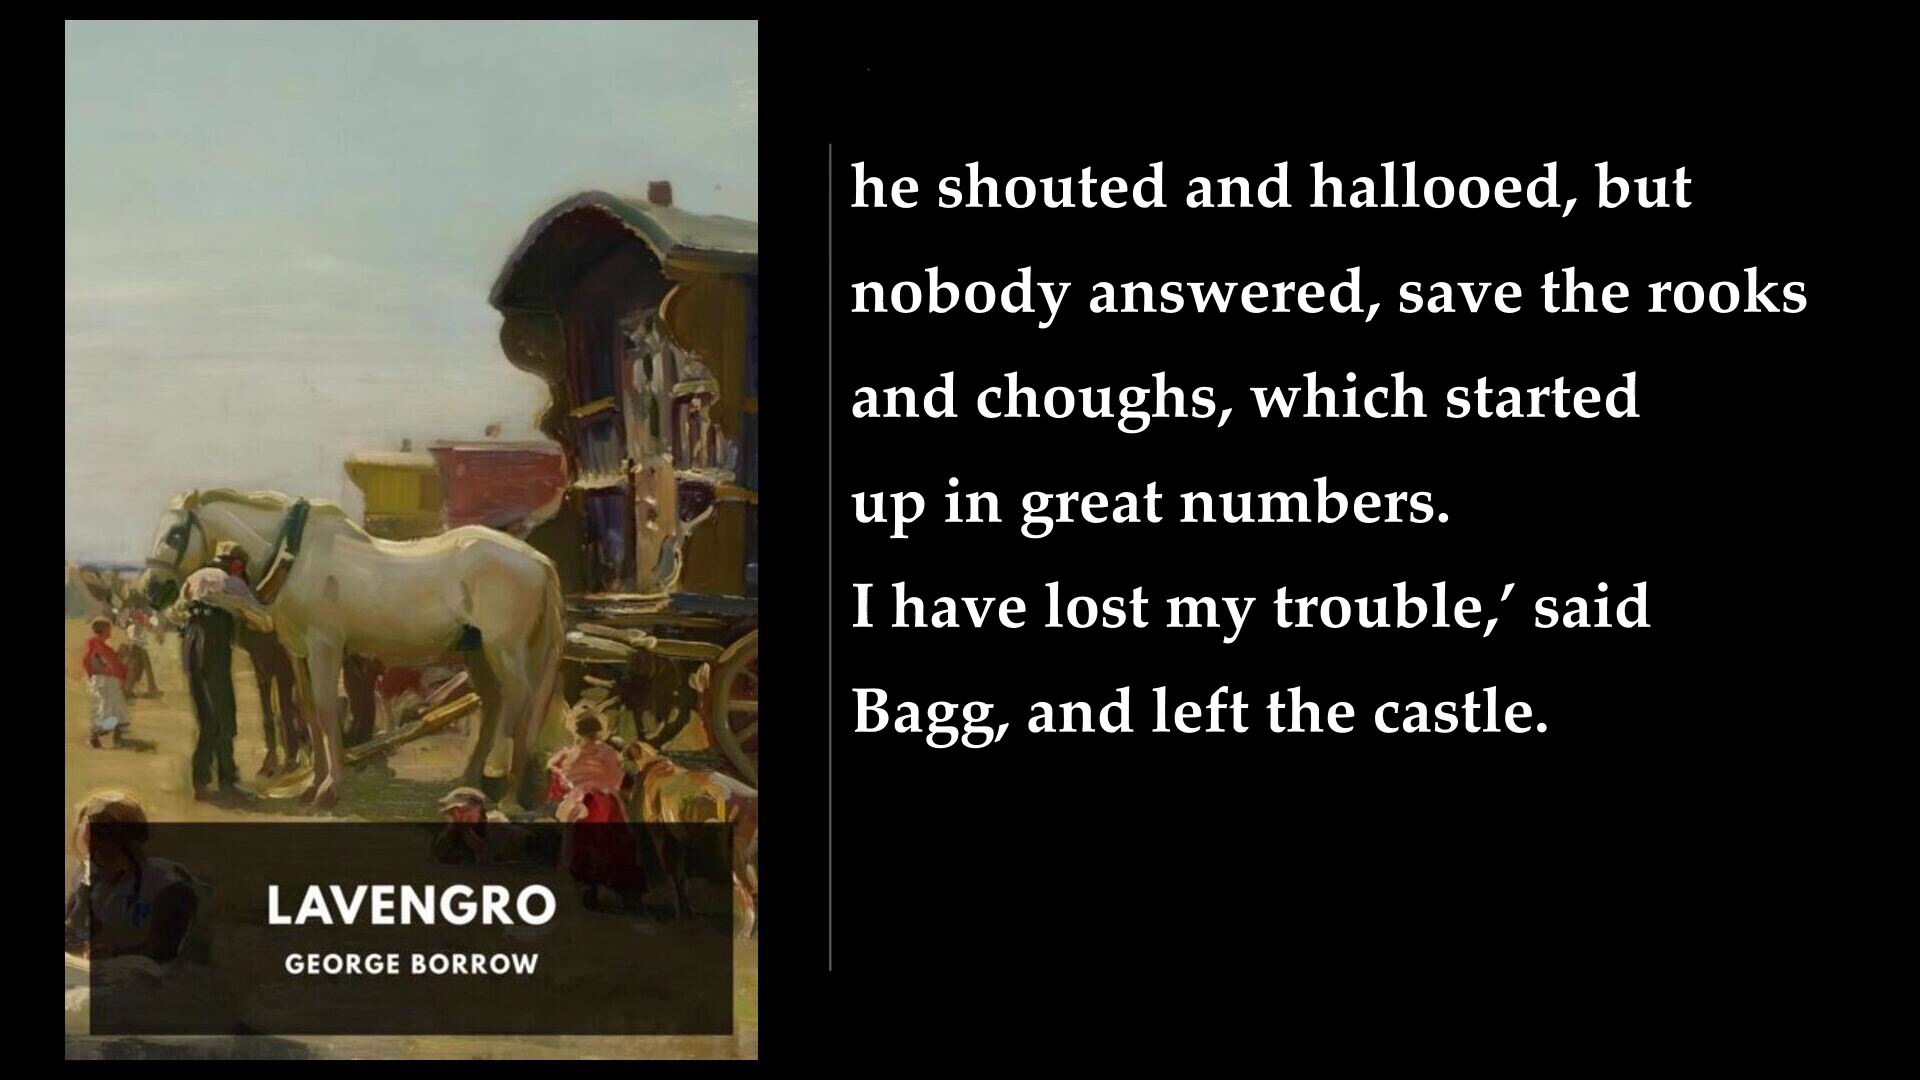 he shouted and hallooed, but
nobody answered, save the rooks
and choughs, which started
up in great numbers.
I have lost my trouble,’ said
Bagg, and left the castle.
LAVENGRO
GEORGE BORROW